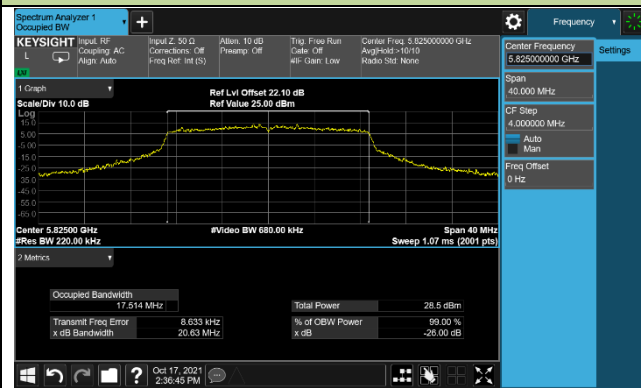 Spectrum Analyzer 1
Occupied BW
Frequency
KEYSIGHT
L
Input: RF
Coupling: AC
Align: Auto
Input Z: 50 Ω
Corrections: Off
Freq Ref: Int (S)
Atten: 10 dB
Preamp: Off
Trig: Free Run
Gate: Off
#IF Gain: Low
Center Freq: 5.825000000 GHz
Avg|Hold:>10/10
Radio Std: None
Center Frequency
5.825000000 GHz
Settings
Span
40.000 MHz
CF Step
4.000000 MHz
Auto
Man
Freq Offset
0 Hz
1 Graph
Scale/Div 10.0 dB
Ref Lvl Offset 22.10 dB
Ref Value 25.00 dBm
Log
15.0
5.00
-5.00
-15.0
-25.0
-35.0
-45.0
-55.0
-65.0
Center 5.82500 GHz
#Video BW 680.00 kHz
Span 40 MHz
#Res BW 220.00 kHz
Sweep 1.07 ms (2001 pts)
2 Metrics
Occupied Bandwidth
17.514 MHz
Total Power
28.5 dBm
Transmit Freq Error
8.633 kHz
% of OBW Power
99.00 %
x dB Bandwidth
20.63 MHz
x dB
-26.00 dB
?
Oct 17, 2021
2:36:45 PM